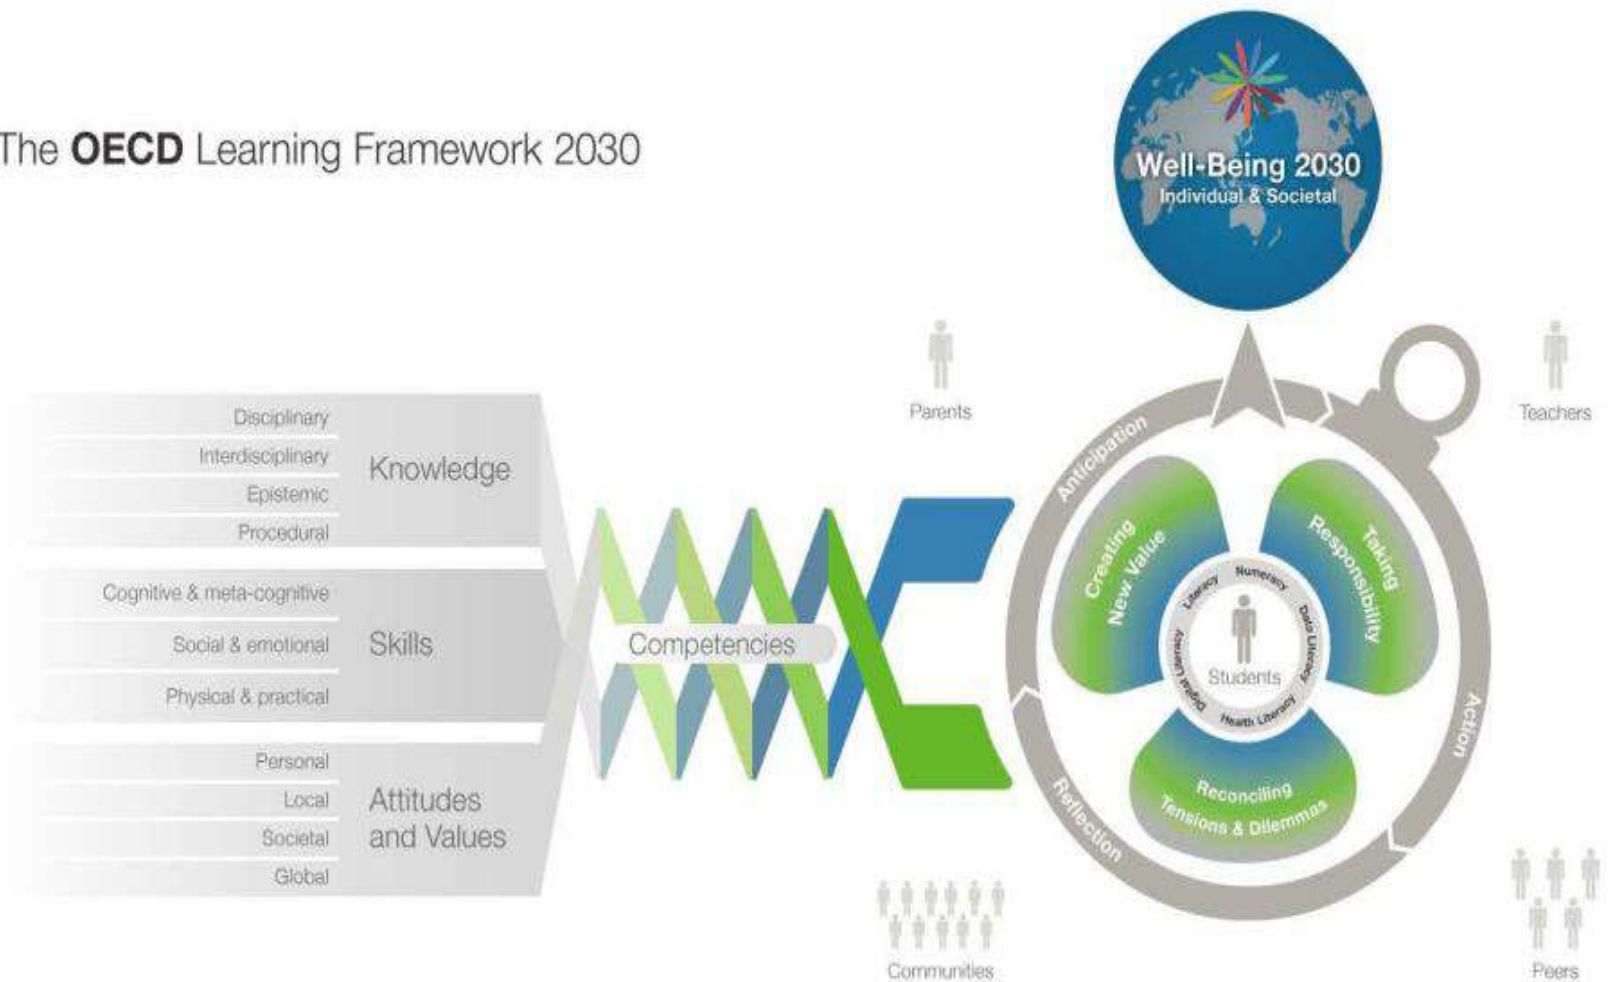 The OECD Learning Framework 2030
Well-Being 2030
Individual & Societal
Disciplinary
Interdisciplinary
Epistemic
Procedural
Knowledge
Cognitive & meta-cognitive
Social & emotional
Physical & practical
Skills
Personal
Local
Societal
Global
Attitudes
and Values
Competencies
Parents
Teachers
Anticipation
Action
Reflection
Creating
New Value
Taking
Responsibility
Reconciling
Tensions & Dilemmas
Literacy
Numeracy
Data Literacy
Health Literacy
Digital Literacy
Students
Communities
Peers